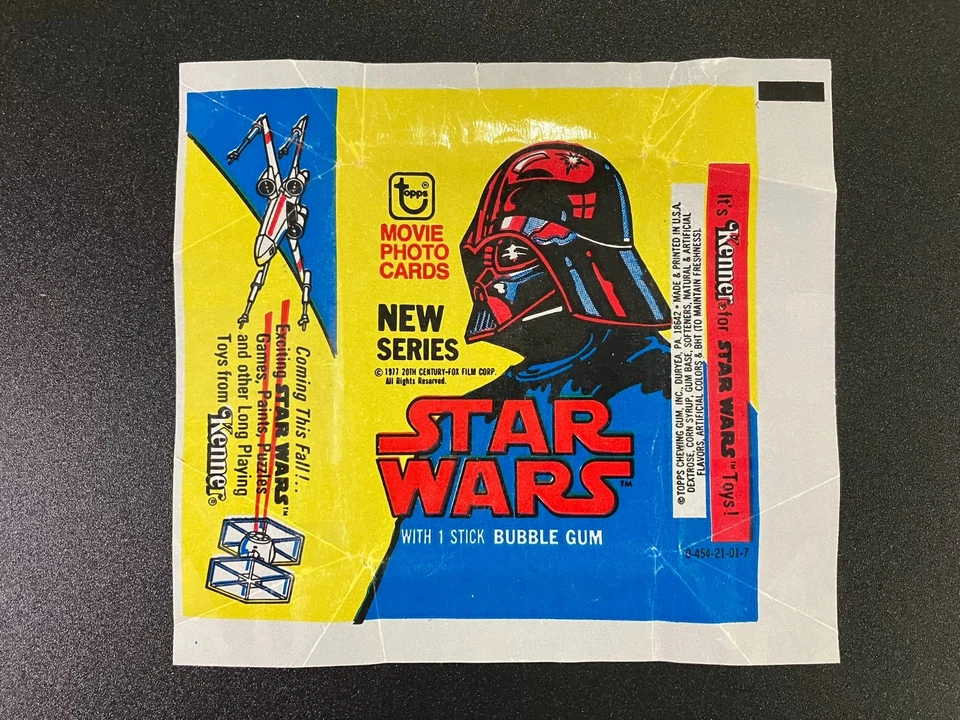 topps®
MOVIE
PHOTO
CARDS
NEW
SERIES
© 1977 20TH CENTURY-FOX FILM CORP.
All Rights Reserved.
STAR
WARS™
WITH 1 STICK BUBBLE GUM
Coming This Fall!..
Exciting STAR WARS™
Games, Paints, Puzzles
and other Long Playing
Toys from Kenner®
It's Kenner® for STAR WARS™ Toys!
© TOPPS CHEWING GUM, INC., DURYEA, PA. 18642 • MADE & PRINTED IN U.S.A.
DEXTROSE, CORN SYRUP, GUM BASE, SOFTENERS, NATURAL & ARTIFICIAL
FLAVORS, ARTIFICIAL COLORS & BHT (TO MAINTAIN FRESHNESS).
0-454-21-01-7